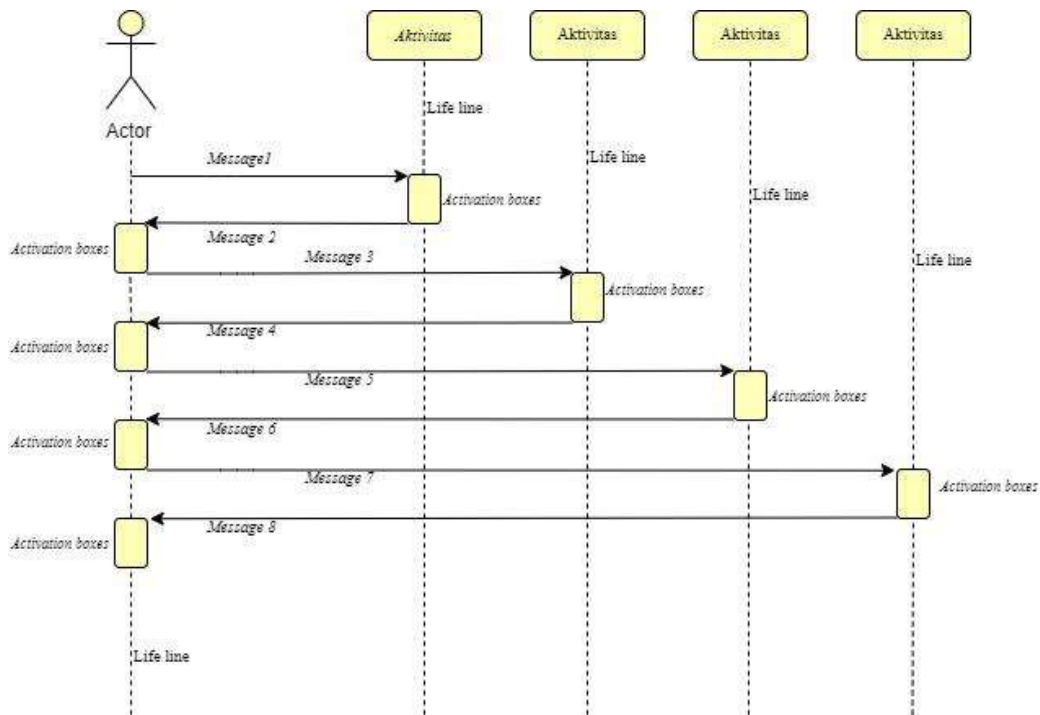 Aktivitas
Aktivitas
Aktivitas
Aktivitas
Actor
Life line
Message1
Life line
Activation boxes
Life line
Message 2
Activation boxes
Message 3
Life line
Activation boxes
Message 4
Activation boxes
Message 5
Activation boxes
Message 6
Activation boxes
Message 7
Activation boxes
Message 8
Activation boxes
Life line